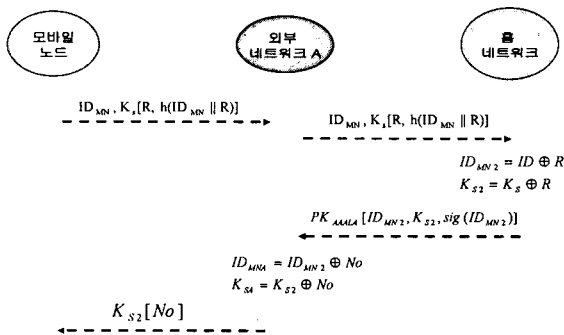 모바일
노드
외부
네트워크 A
홈
네트워크
ID_MN , K_s[R, h(ID_MN || R)]
ID_MN , K_s[R, h(ID_MN || R)]
ID_MN2 = ID ⊕ R
K_S2 = K_S ⊕ R
PK_AAALA [ID_MN2 , K_S2 , sig (ID_MN2 )]
ID_MNA = ID_MN2 ⊕ No
K_SA = K_S2 ⊕ No
K_S2 [No]